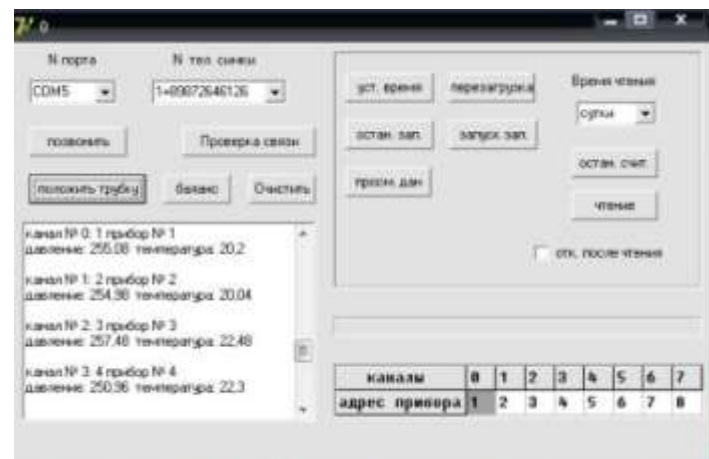 0
N порта N тел. симки
COM5 1=89872646126
позвонить Проверка связи
положить трубку баланс Очистить
канал № 0: 1 прибор № 1
давление: 255,08 температура: 20,2
канал № 1: 2 прибор № 2
давление: 254,98 температура: 20,04
канал № 2: 3 прибор № 3
давление: 257,48 температура: 22,48
канал № 3: 4 прибор № 4
давление: 250,96 температура: 22,3
уст. время перезагрузка Время чтения
сутки
остан. зап. запуск зап.
остан. счит.
просм. дан
чтение
отк. после чтения
каналы 0 1 2 3 4 5 6 7
адрес прибора 1 2 3 4 5 6 7 8